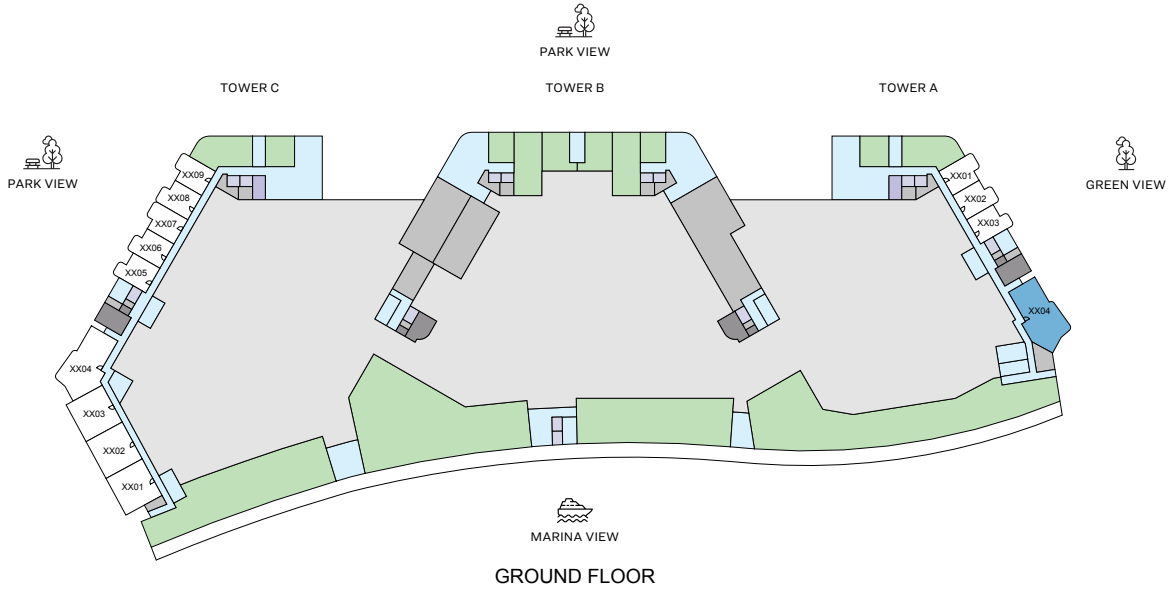 PARK VIEW
TOWER C
TOWER B
TOWER A
PARK VIEW
GREEN VIEW
XX09
XX08
XX07
XX06
XX05
XX04
XX03
XX02
XX01
XX01
XX02
XX03
XX04
MARINA VIEW
GROUND FLOOR